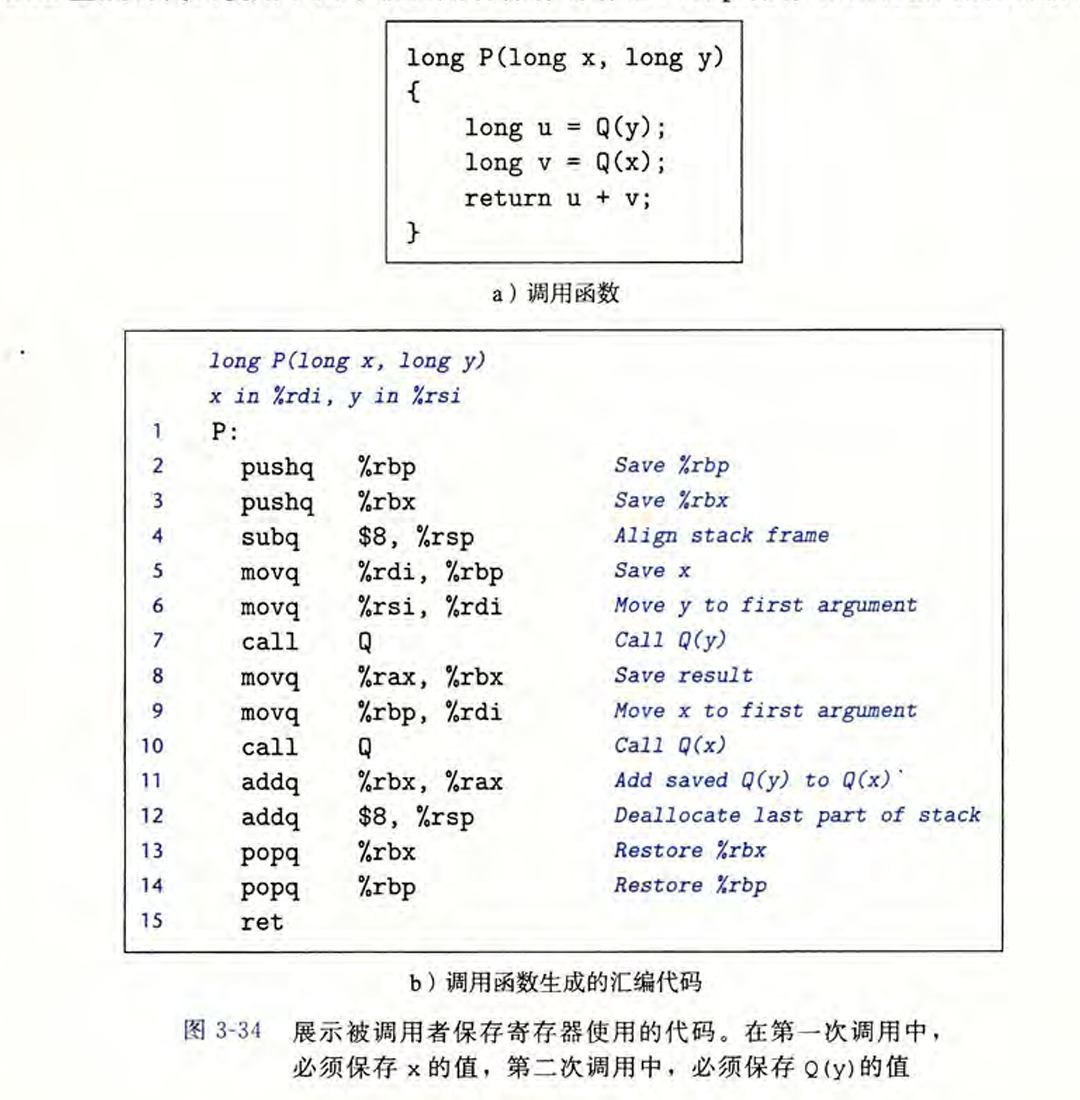 long P(long x, long y)
{
    long u = Q(y);
    long v = Q(x);
    return u + v;
}
a）调用函数
long P(long x, long y)
x in %rdi, y in %rsi
1 P:
2 pushq %rbp Save %rbp
3 pushq %rbx Save %rbx
4 subq $8, %rsp Align stack frame
5 movq %rdi, %rbp Save x
6 movq %rsi, %rdi Move y to first argument
7 call Q Call Q(y)
8 movq %rax, %rbx Save result
9 movq %rbp, %rdi Move x to first argument
10 call Q Call Q(x)
11 addq %rbx, %rax Add saved Q(y) to Q(x)
12 addq $8, %rsp Deallocate last part of stack
13 popq %rbx Restore %rbx
14 popq %rbp Restore %rbp
15 ret
b）调用函数生成的汇编代码
图 3-34 展示被调用者保存寄存器使用的代码。在第一次调用中，
必须保存 x 的值，第二次调用中，必须保存 Q(y)的值